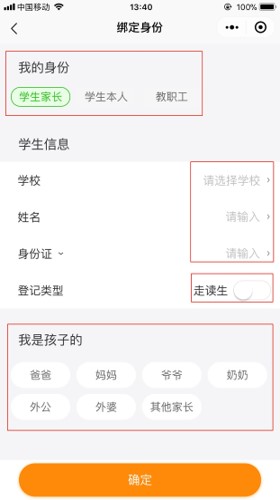 中国移动 13:40
绑定身份
我的身份
学生家长 学生本人 教职工
学生信息
学校 请选择学校
姓名 请输入
身份证 请输入
登记类型 走读生
我是孩子的
爸爸 妈妈 爷爷 奶奶
外公 外婆 其他家长
确定